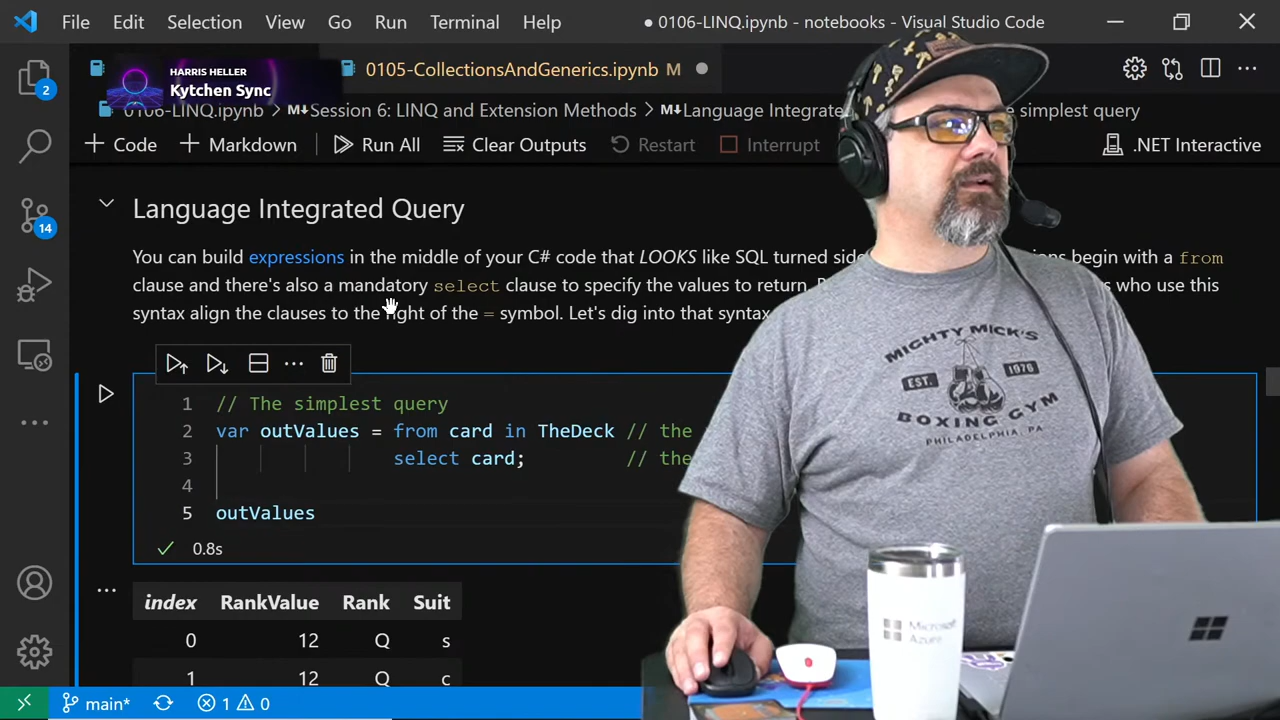 File Edit Selection View Go Run Terminal Help
● 0106-LINQ.ipynb - notebooks - Visual Studio Code
HARRIS HELLER
Kytchen Sync
0105-CollectionsAndGenerics.ipynb M
0106-LINQ.ipynb > Session 6: LINQ and Extension Methods > Language Integrated
simplest query
+ Code + Markdown Run All Clear Outputs Restart Interrupt .NET Interactive
2
14
Language Integrated Query
You can build expressions in the middle of your C# code that LOOKS like SQL turned begin with a from
clause and there's also a mandatory select clause to specify the values to return. who use this
syntax align the clauses to the right of the = symbol. Let's dig into that syntax
1 // The simplest query
2 var outValues = from card in TheDeck // the
3 select card; // the
4
5 outValues
0.8s
index RankValue Rank Suit
0 12 Q s
1 12 Q c
main* 1 0
MIGHTY MICK'S
EST. 1976
BOXING GYM
PHILADELPHIA, PA
Microsoft
Azure